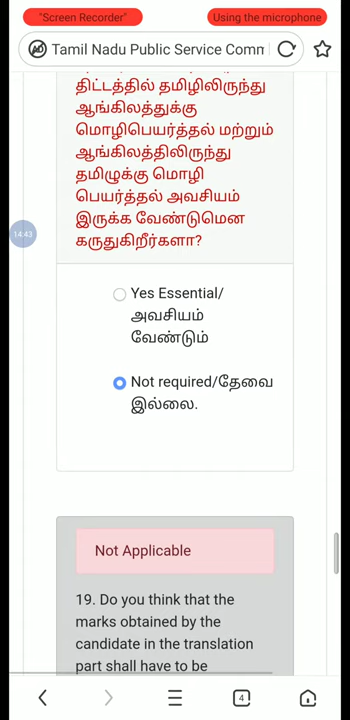 "Screen Recorder"
Using the microphone
Tamil Nadu Public Service Comm
திட்டத்தில் தமிழிலிருந்து
ஆங்கிலத்துக்கு
மொழிபெயர்த்தல் மற்றும்
ஆங்கிலத்திலிருந்து
தமிழுக்கு மொழி
பெயர்த்தல் அவசியம்
இருக்க வேண்டுமென
கருதுகிறீர்களா?
14:43
Yes Essential/
அவசியம்
வேண்டும்
Not required/தேவை
இல்லை.
Not Applicable
19. Do you think that the
marks obtained by the
candidate in the translation
part shall have to be
4